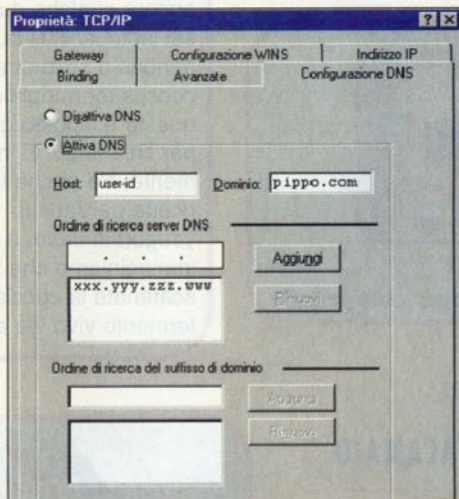 Proprietà: TCP/IP
Gateway Configurazione WINS Indirizzo IP
Binding Avanzate Configurazione DNS
Disattiva DNS
Attiva DNS
Host: user-id Dominio: pippo.com
Ordine di ricerca server DNS
. . .
Aggiungi
xxx.yyy.zzz.www
Rimuovi
Ordine di ricerca del suffisso di dominio
Aggiungi
Rimuovi